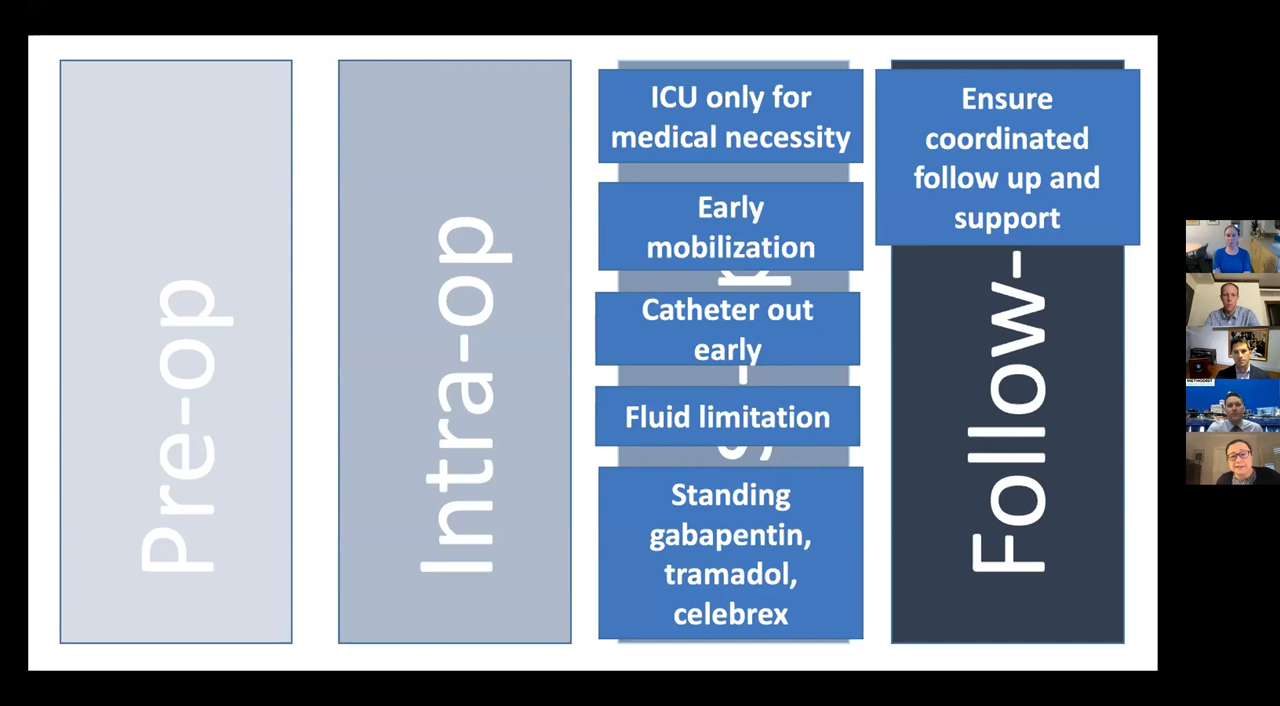 Pre-op
Intra-op
ICU only for
medical necessity
Early
mobilization
Catheter out
early
Fluid limitation
Standing
gabapentin,
tramadol,
celebrex
Ensure
coordinated
follow up and
support
Follow-
METHODIST